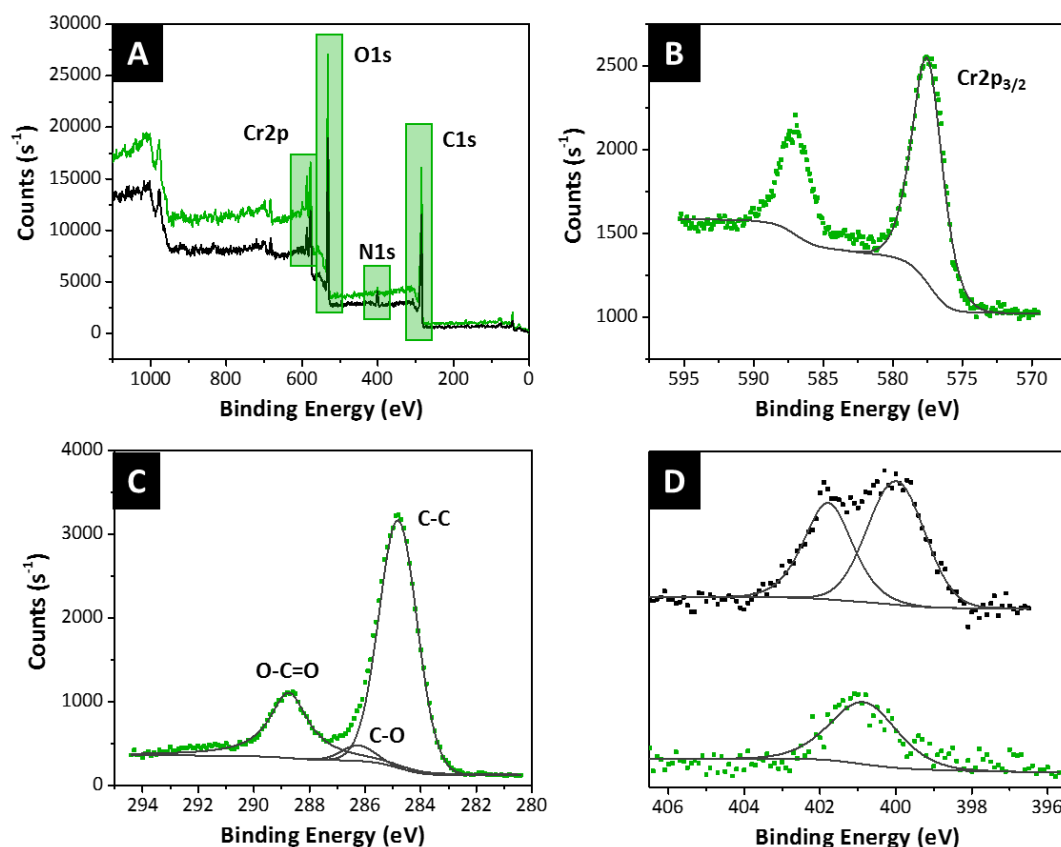 A
30000
25000
20000
15000
10000
5000
0
Counts (s⁻¹)
O1s
Cr2p
C1s
N1s
1000
800
600
400
200
0
Binding Energy (eV)
B
2500
2000
1500
1000
Counts (s⁻¹)
Cr2p₃/₂
595
590
585
580
575
570
Binding Energy (eV)
C
4000
3000
2000
1000
0
Counts (s⁻¹)
C-C
O-C=O
C-O
294
292
290
288
286
284
282
280
Binding Energy (eV)
D
406
404
402
400
398
396
Binding Energy (eV)